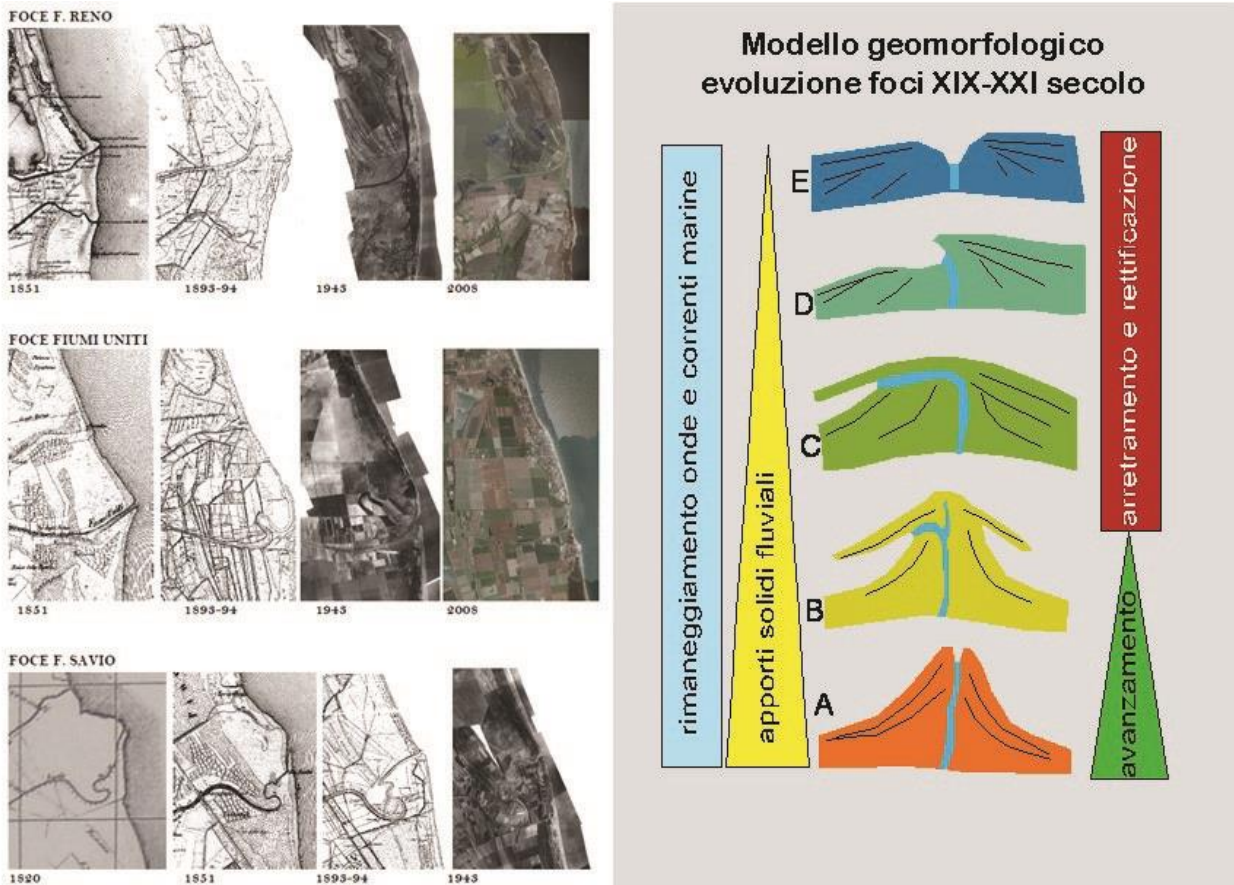 FOCE F. RENO
1851
1893-94
1943
2008
FOCE FIUMI UNITI
1851
1893-94
1943
2008
FOCE F. SAVIO
1820
1851
1893-94
1943
Modello geomorfologico
evoluzione foci XIX-XXI secolo
rimaneggiamento onde e correnti marine
apporti solidi fluviali
E
D
C
B
A
arretramento e rettificazione
avanzamento